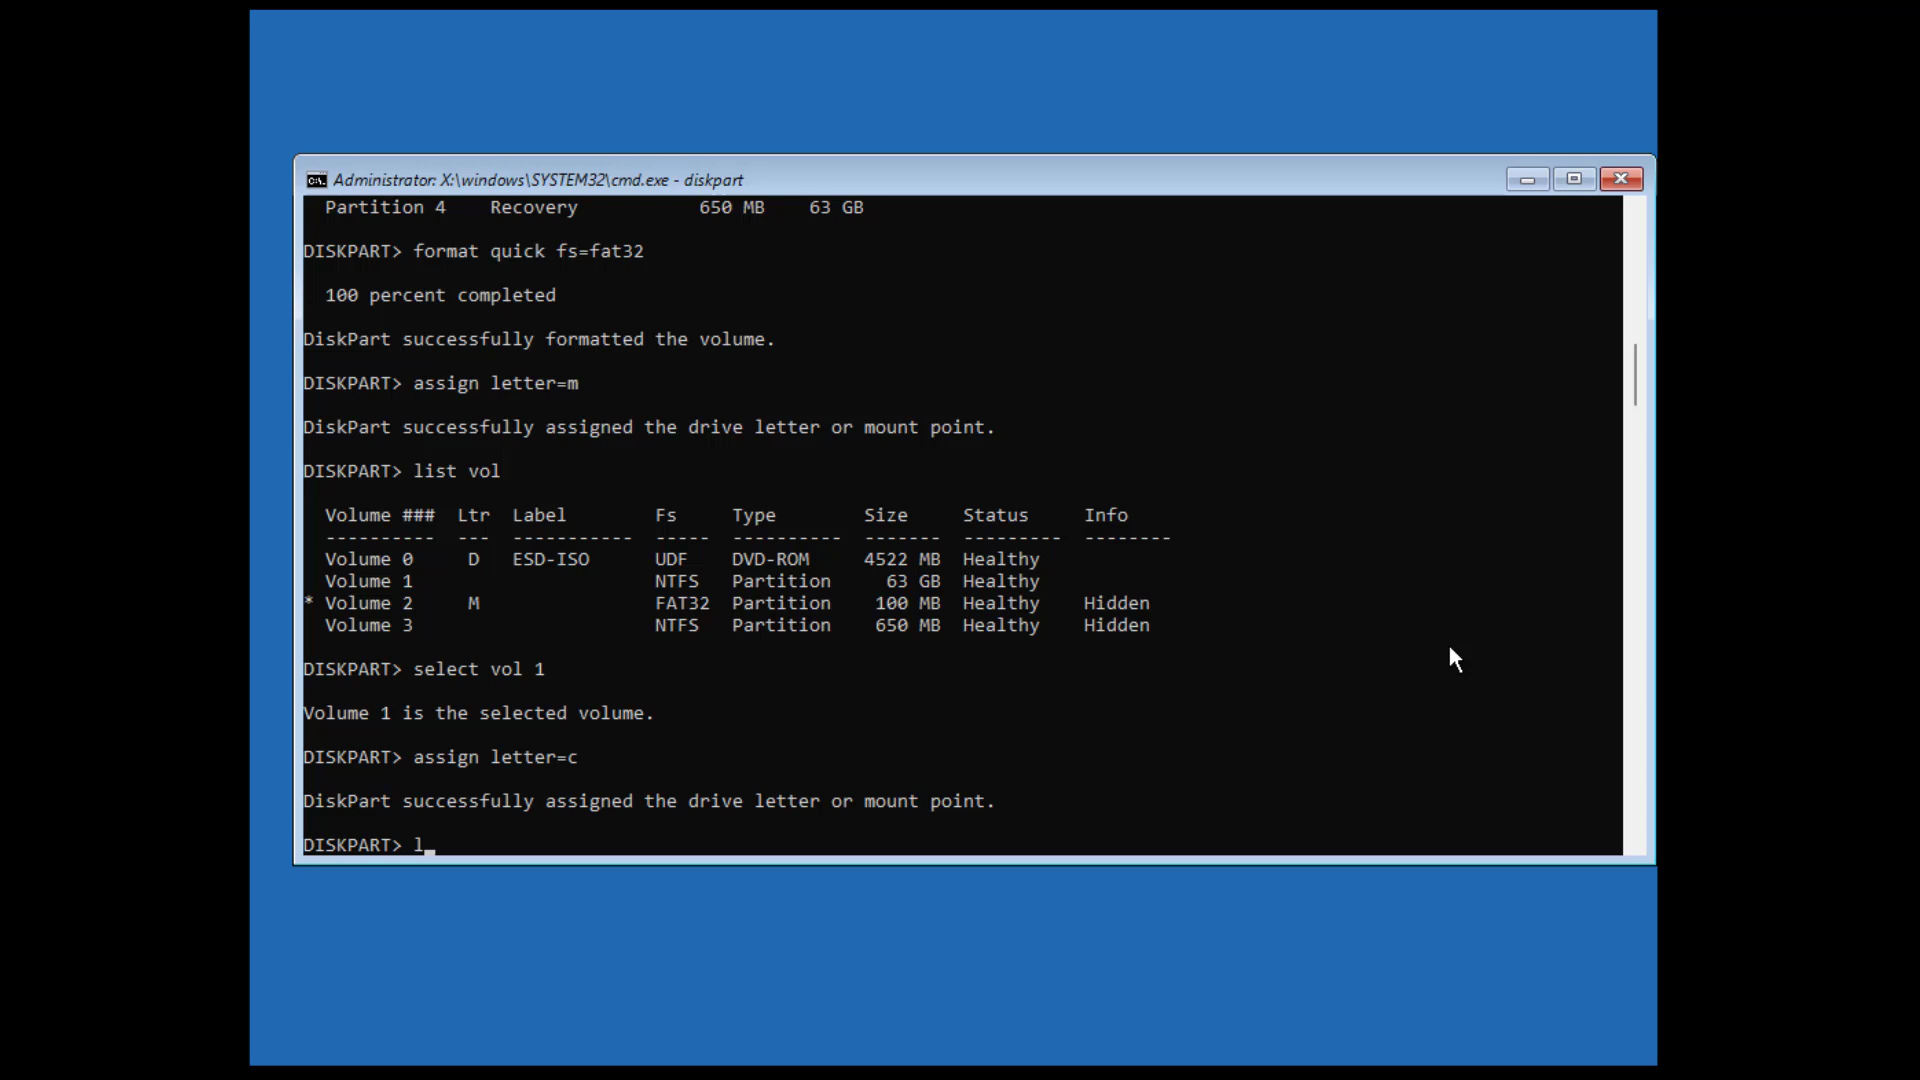 Administrator: X:\windows\SYSTEM32\cmd.exe - diskpart
  Partition 4    Recovery           650 MB    63 GB
DISKPART> format quick fs=fat32
  100 percent completed
DiskPart successfully formatted the volume.
DISKPART> assign letter=m
DiskPart successfully assigned the drive letter or mount point.
DISKPART> list vol
  Volume ###  Ltr  Label        Fs     Type        Size     Status     Info
  ----------  ---  -----------  -----  ----------  -------  ---------  --------
  Volume 0     D   ESD-ISO      UDF    DVD-ROM     4522 MB  Healthy
  Volume 1                      NTFS   Partition     63 GB  Healthy
* Volume 2     M                FAT32  Partition    100 MB  Healthy    Hidden
  Volume 3                      NTFS   Partition    650 MB  Healthy    Hidden
DISKPART> select vol 1
Volume 1 is the selected volume.
DISKPART> assign letter=c
DiskPart successfully assigned the drive letter or mount point.
DISKPART> l